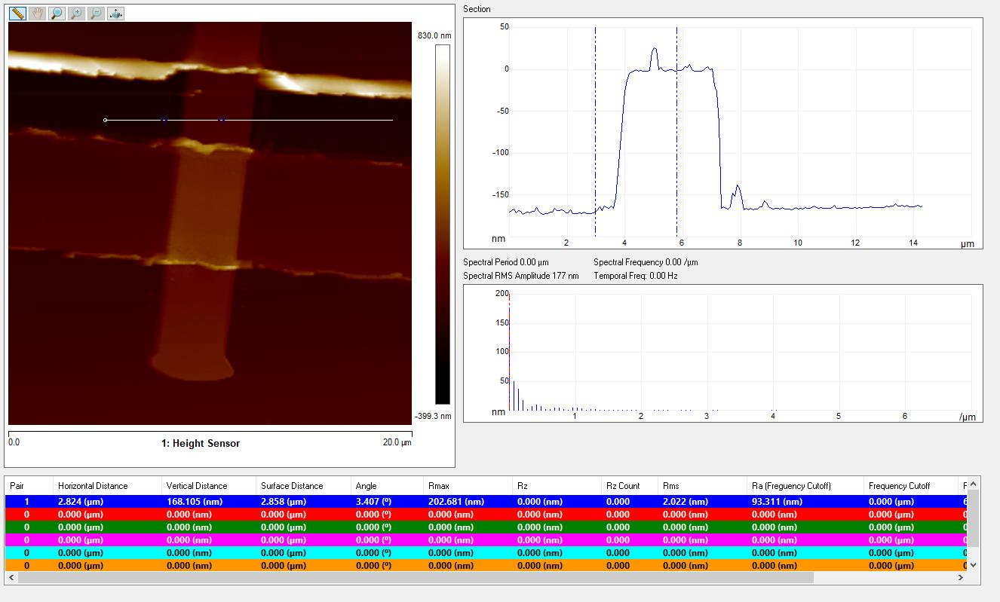 Section
830.0 nm
-399.3 nm
0.0
1: Height Sensor
20.0 µm
50
0
-50
-100
-150
nm
2 4 6 8 10 12 14 µm
Spectral Period 0.00 µm Spectral Frequency 0.00 /µm
Spectral RMS Amplitude 177 nm Temporal Freq: 0.00 Hz
200
150
100
50
nm
1 2 3 4 5 6 /µm
Pair Horizontal Distance Vertical Distance Surface Distance Angle Rmax Rz Rz Count Rms Ra (Frequency Cutoff) Frequency Cutoff F
1 2.824 (µm) 168.105 (nm) 2.858 (µm) 3.407 (º) 202.681 (nm) 0.000 (nm) 0.000 2.022 (nm) 93.311 (nm) 0.000 (µm) 6
0 0.000 (µm) 0.000 (nm) 0.000 (µm) 0.000 (º) 0.000 (nm) 0.000 (nm) 0.000 0.000 (nm) 0.000 (nm) 0.000 (µm) 0
0 0.000 (µm) 0.000 (nm) 0.000 (µm) 0.000 (º) 0.000 (nm) 0.000 (nm) 0.000 0.000 (nm) 0.000 (nm) 0.000 (µm) 0
0 0.000 (µm) 0.000 (nm) 0.000 (µm) 0.000 (º) 0.000 (nm) 0.000 (nm) 0.000 0.000 (nm) 0.000 (nm) 0.000 (µm) 0
0 0.000 (µm) 0.000 (nm) 0.000 (µm) 0.000 (º) 0.000 (nm) 0.000 (nm) 0.000 0.000 (nm) 0.000 (nm) 0.000 (µm) 0
0 0.000 (µm) 0.000 (nm) 0.000 (µm) 0.000 (º) 0.000 (nm) 0.000 (nm) 0.000 0.000 (nm) 0.000 (nm) 0.000 (µm) 0